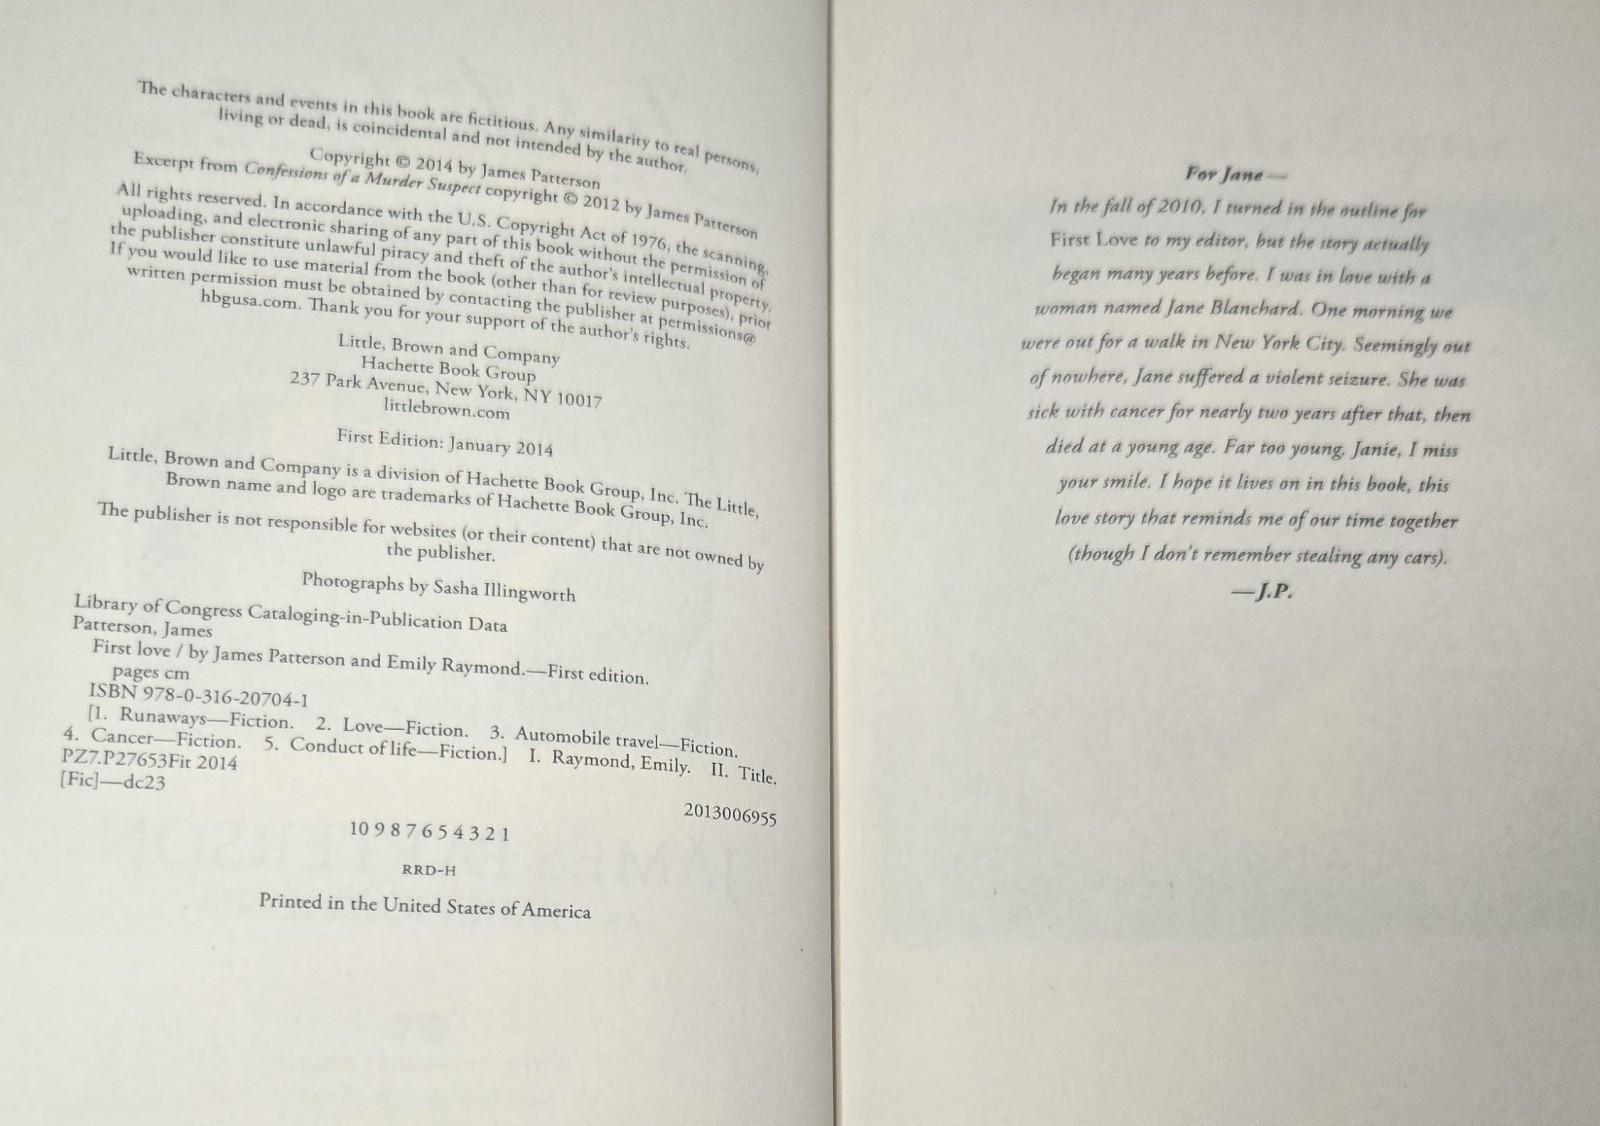 The characters and events in this book are fictitious. Any similarity to real persons,
living or dead, is coincidental and not intended by the author.
Copyright © 2014 by James Patterson
Excerpt from Confessions of a Murder Suspect copyright © 2012 by James Patterson
All rights reserved. In accordance with the U.S. Copyright Act of 1976, the scanning,
uploading, and electronic sharing of any part of this book without the permission of
the publisher constitute unlawful piracy and theft of the author's intellectual property.
If you would like to use material from the book (other than for review purposes), prior
written permission must be obtained by contacting the publisher at permissions@
hbgusa.com. Thank you for your support of the author's rights.
Little, Brown and Company
Hachette Book Group
237 Park Avenue, New York, NY 10017
littlebrown.com
First Edition: January 2014
Little, Brown and Company is a division of Hachette Book Group, Inc. The Little,
Brown name and logo are trademarks of Hachette Book Group, Inc.
The publisher is not responsible for websites (or their content) that are not owned by
the publisher.
Photographs by Sasha Illingworth
Library of Congress Cataloging-in-Publication Data
Patterson, James
First love / by James Patterson and Emily Raymond.—First edition.
pages cm
ISBN 978-0-316-20704-1
[1. Runaways—Fiction. 2. Love—Fiction. 3. Automobile travel—Fiction.
4. Cancer—Fiction. 5. Conduct of life—Fiction.] I. Raymond, Emily. II. Title.
PZ7.P27653Fit 2014
[Fic]—dc23
2013006955
10 9 8 7 6 5 4 3 2 1
RRD-H
Printed in the United States of America
For Jane—
In the fall of 2010, I turned in the outline for
First Love to my editor, but the story actually
began many years before. I was in love with a
woman named Jane Blanchard. One morning we
were out for a walk in New York City. Seemingly out
of nowhere, Jane suffered a violent seizure. She was
sick with cancer for nearly two years after that, then
died at a young age. Far too young, Janie, I miss
your smile. I hope it lives on in this book, this
love story that reminds me of our time together
(though I don't remember stealing any cars).
—J.P.